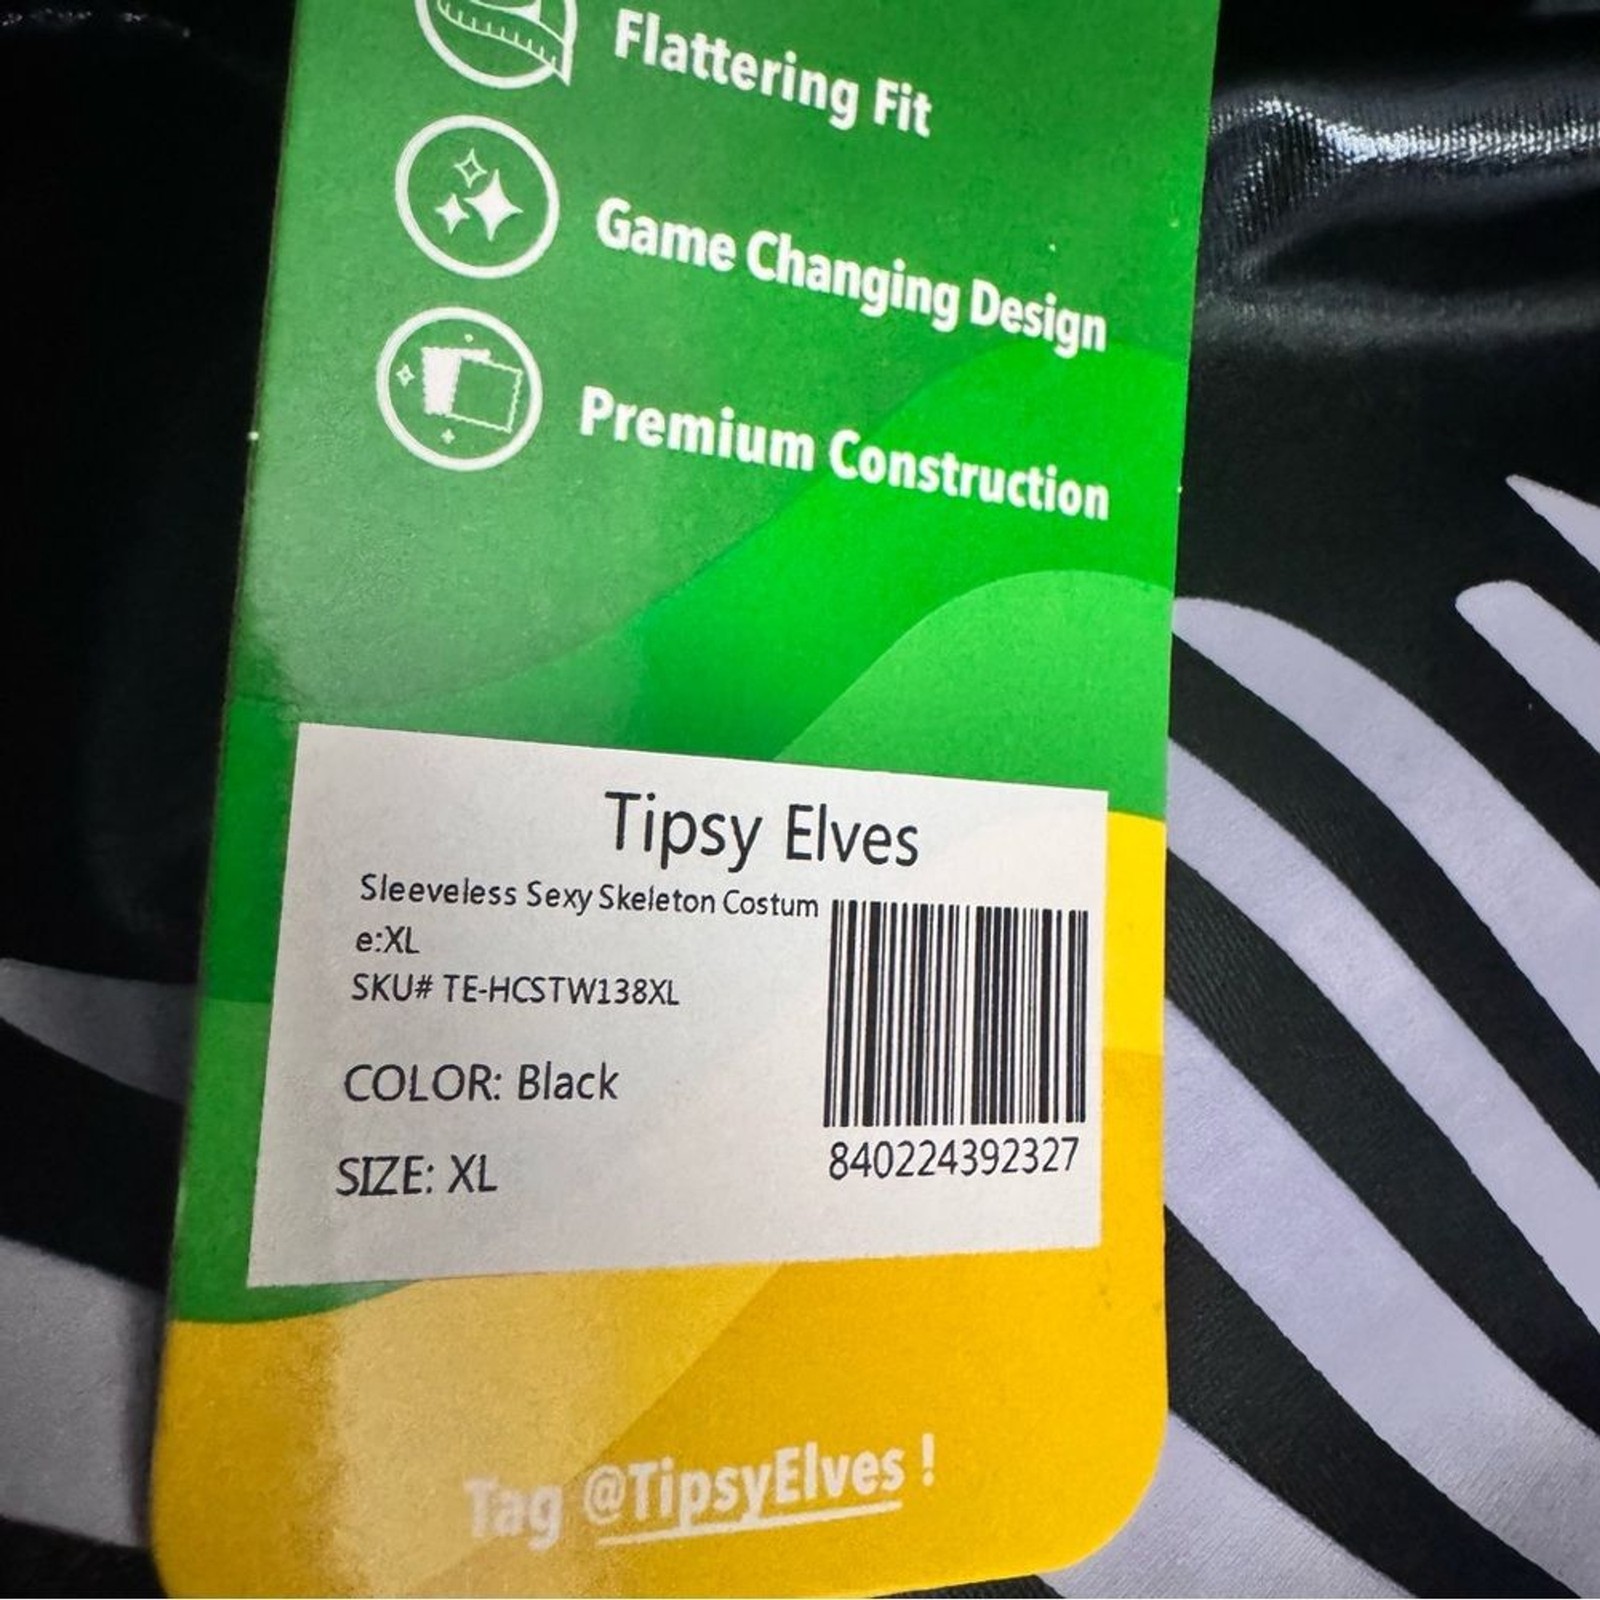 Flattering Fit
Game Changing Design
Premium Construction
Tipsy Elves
Sleeveless Sexy Skeleton Costum
e:XL
SKU# TE-HCSTW138XL
COLOR: Black
SIZE: XL
840224392327
Tag @TipsyElves !